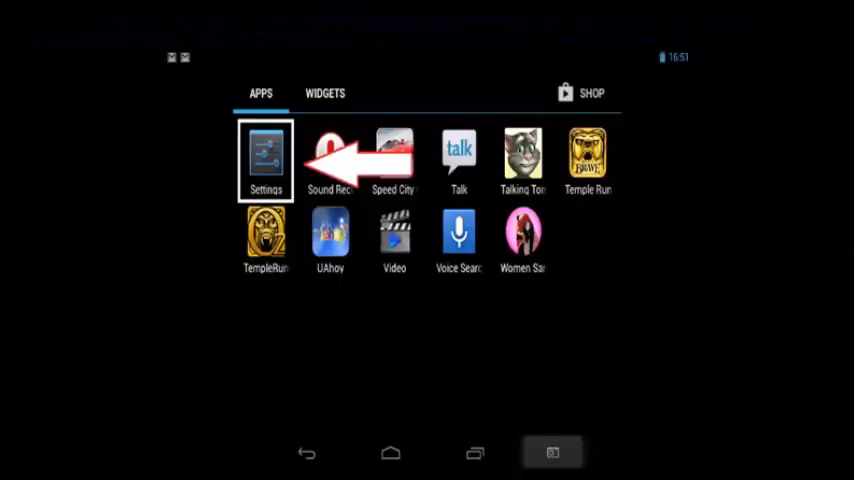 16:51
APPS WIDGETS SHOP
talk
BRAVE
Settings Sound Rec Speed City Talk Talking Tom Temple Run
TempleRun UAhoy Video Voice Searc Women Sar